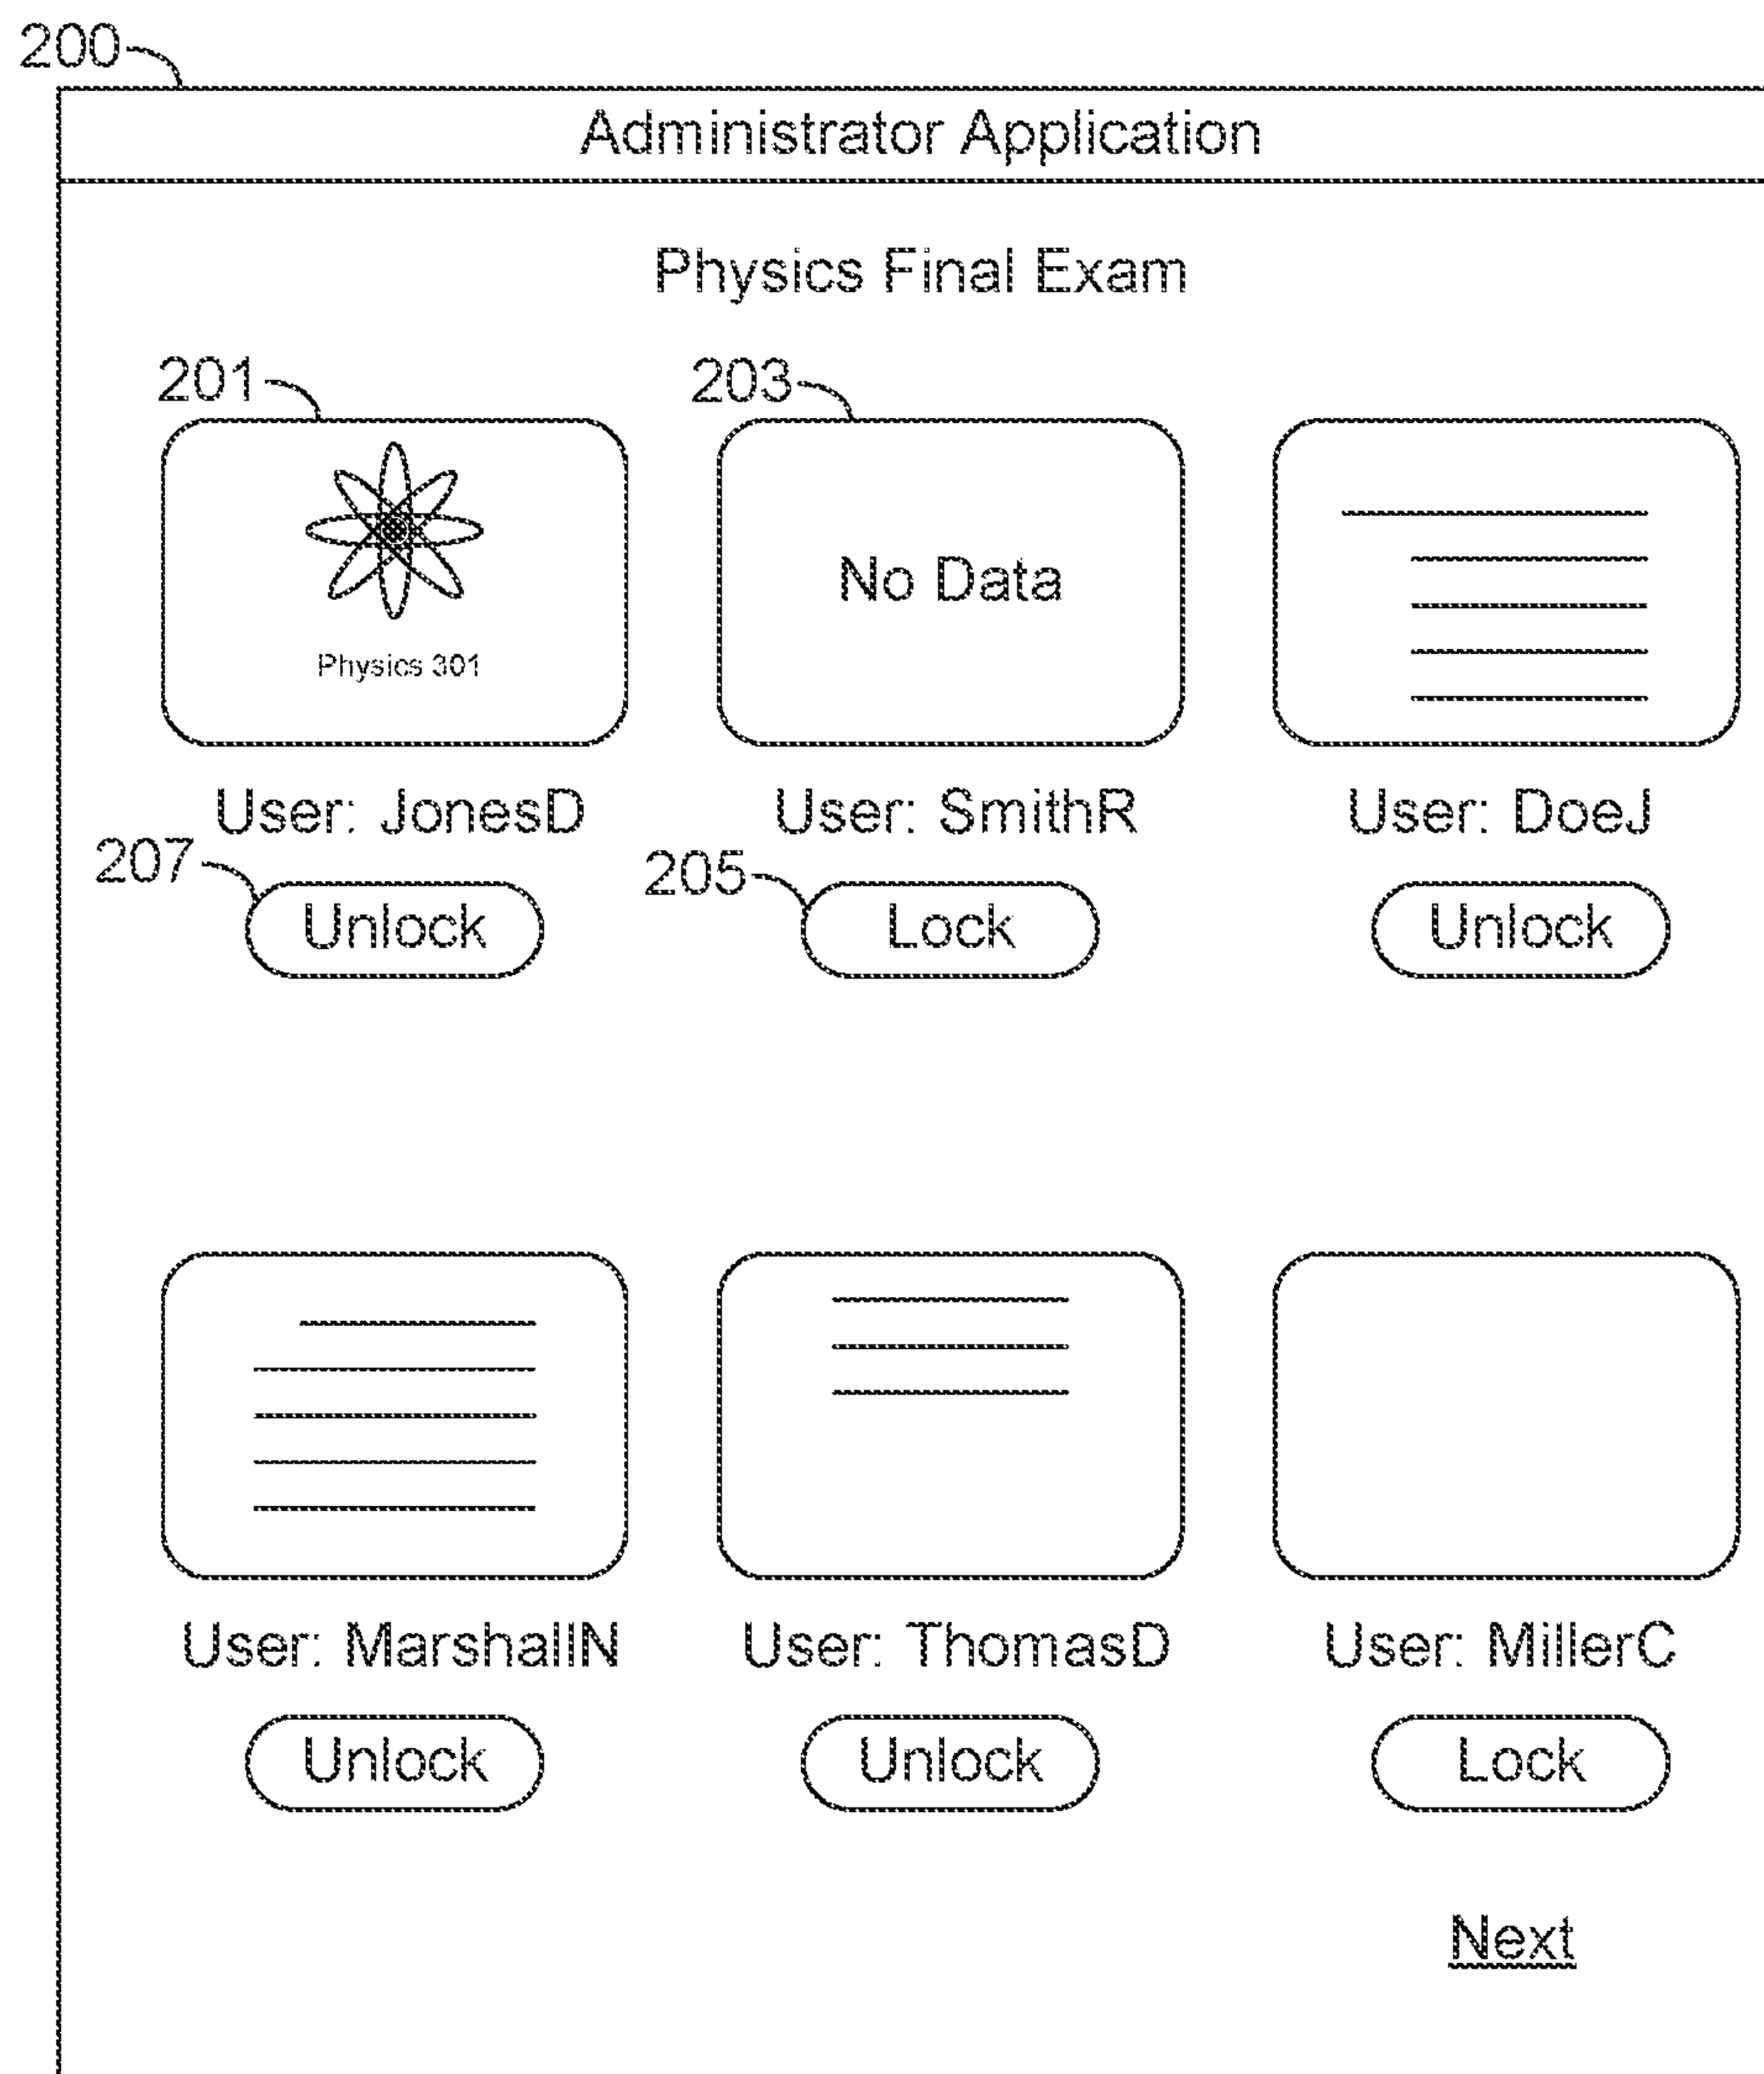 200
Administrator Application
Physics Final Exam
201
203
Physics 301
No Data
User: JonesD
User: SmithR
User: DoeJ
207
205
Unlock
Lock
Unlock
User: MarshallN
User: ThomasD
User: MillerC
Unlock
Unlock
Lock
Next